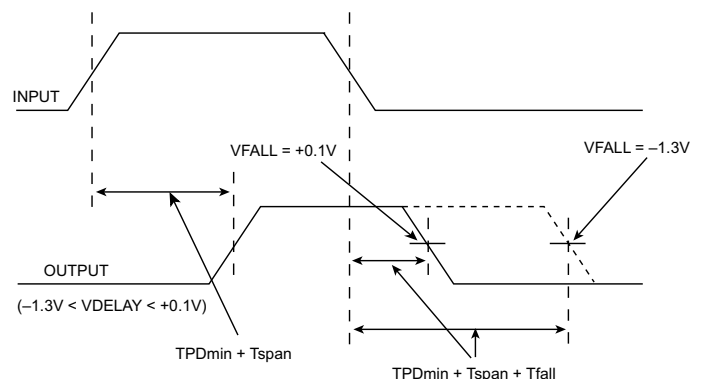 INPUT
VFALL = +0.1V
VFALL = –1.3V
OUTPUT
(–1.3V < VDELAY < +0.1V)
TPDmin + Tspan
TPDmin + Tspan + Tfall